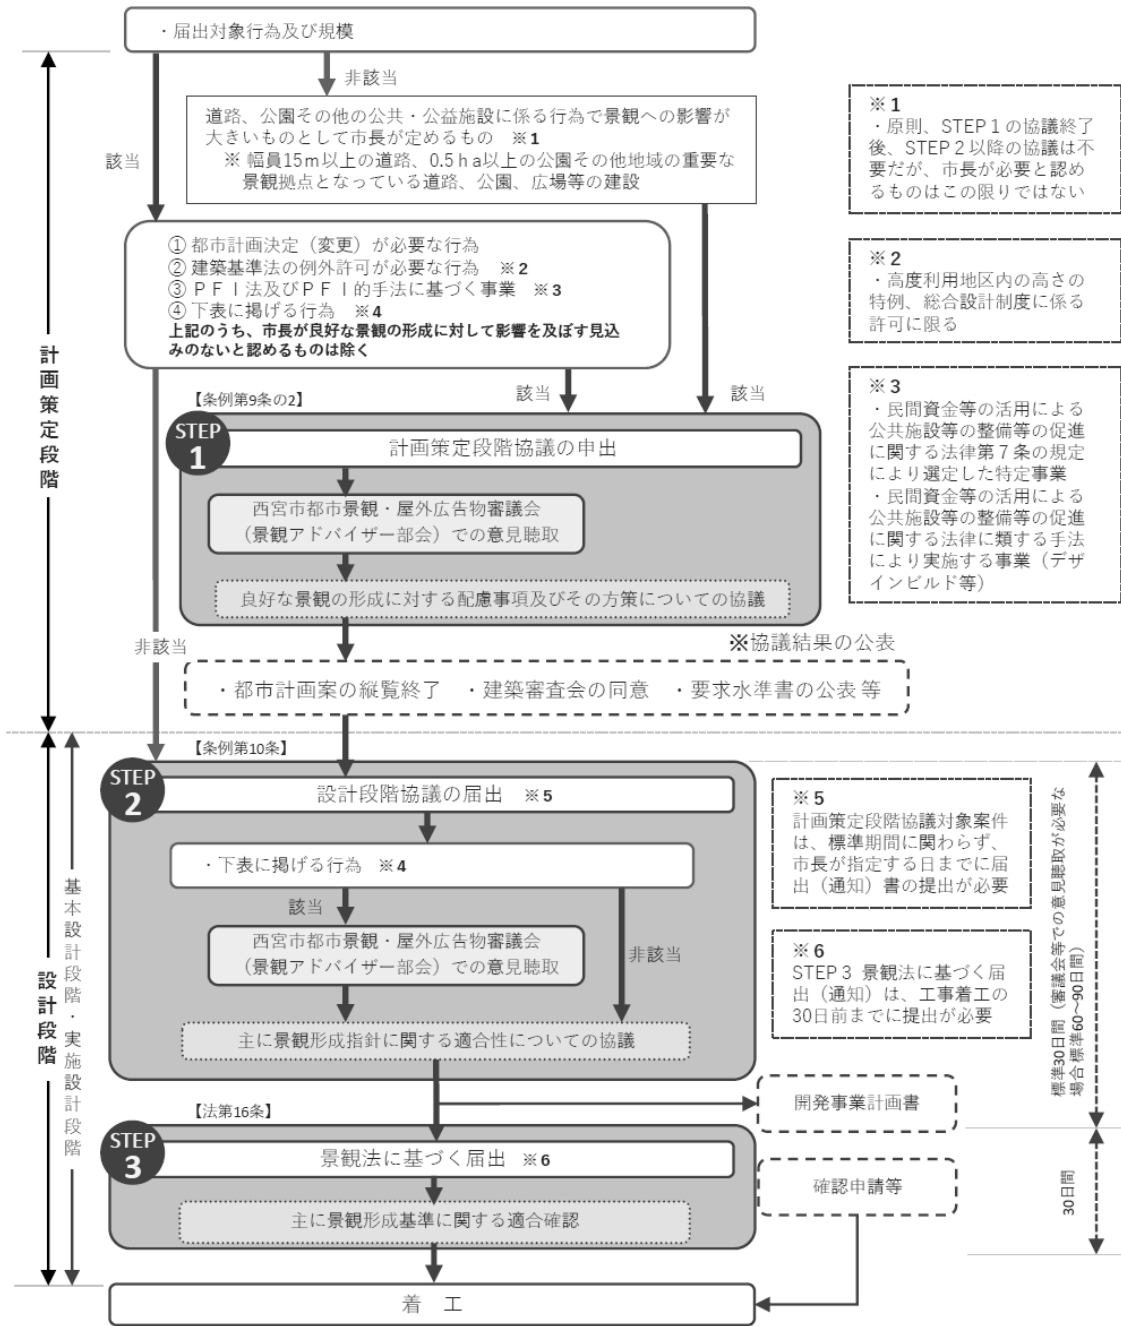 ・届出対象行為及び規模
非該当
道路、公園その他の公共・公益施設に係る行為で景観への影響が
大きいものとして市長が定めるもの ※1
※ 幅員15m以上の道路、0.5ha以上の公園その他地域の重要な
景観拠点となっている道路、公園、広場等の建設
該当
① 都市計画決定（変更）が必要な行為
② 建築基準法の例外許可が必要な行為 ※2
③ PFI法及びPFI的手法に基づく事業 ※3
④ 下表に掲げる行為 ※4
上記のうち、市長が良好な景観の形成に対して影響を及ぼす見込
みのないと認めるものは除く
※1
・原則、STEP1の協議終了
後、STEP2以降の協議は不
要だが、市長が必要と認め
るものはこの限りではない
※2
・高度利用地区内の高さの
特例、総合設計制度に係る
許可に限る
※3
・民間資金等の活用による
公共施設等の整備等の促進
に関する法律第7条の規定
により選定した特定事業
・民間資金等の活用による
公共施設等の整備等の促進
に関する法律に類する手法
により実施する事業（デザ
インビルド等）
計画策定段階
該当
該当
【条例第9条の2】
STEP
1
計画策定段階協議の申出
西宮市都市景観・屋外広告物審議会
（景観アドバイザー部会）での意見聴取
良好な景観の形成に対する配慮事項及びその方策についての協議
非該当
※協議結果の公表
・都市計画案の縦覧終了 ・建築審査会の同意 ・要求水準書の公表 等
【条例第10条】
STEP
2
設計段階協議の届出 ※5
・下表に掲げる行為 ※4
該当
西宮市都市景観・屋外広告物審議会
（景観アドバイザー部会）での意見聴取
非該当
主に景観形成指針に関する適合性についての協議
※5
計画策定段階協議対象案件
は、標準期間に関わらず、
市長が指定する日までに届
出（通知）書の提出が必要
※6
STEP3 景観法に基づく届
出（通知）は、工事着工の
30日前までに提出が必要
標準30日間（審議会等での意見聴取が必要な
場合 標準60～90日間）
設計段階
基本設計段階・実施設計段階
開発事業計画書
【法第16条】
STEP
3
景観法に基づく届出 ※6
主に景観形成基準に関する適合確認
確認申請等
30日間
着 工